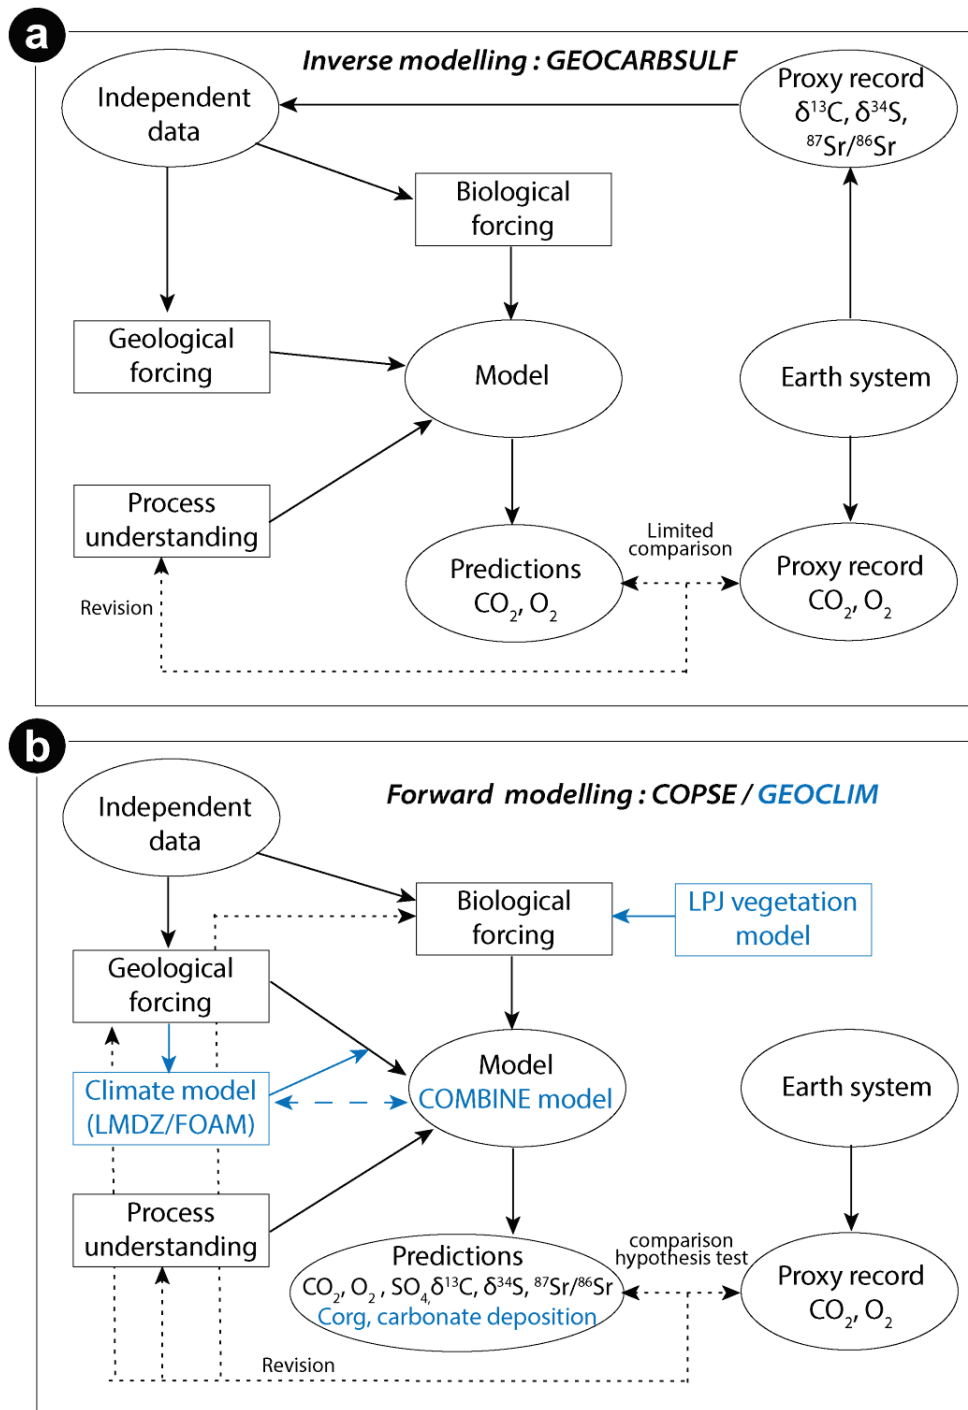 a
Inverse modelling : GEOCARBSULF
Independent
data
Proxy record
δ¹³C, δ³⁴S,
⁸⁷Sr/⁸⁶Sr
Biological
forcing
Geological
forcing
Model
Earth system
Process
understanding
Limited
comparison
Predictions
CO₂, O₂
Proxy record
CO₂, O₂
Revision
b
Forward modelling : COPSE / GEOCLIM
Independent
data
Biological
forcing
LPJ vegetation
model
Geological
forcing
Model
COMBINE model
Climate model
(LMDZ/FOAM)
Earth system
Process
understanding
comparison
hypothesis test
Predictions
CO₂, O₂ , SO₄, δ¹³C, δ³⁴S, ⁸⁷Sr/⁸⁶Sr
Corg, carbonate deposition
Proxy record
CO₂, O₂
Revision